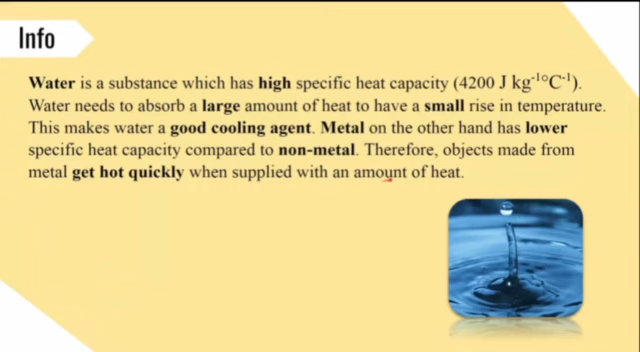 Info
Water is a substance which has high specific heat capacity (4200 J kg⁻¹°C⁻¹).
Water needs to absorb a large amount of heat to have a small rise in temperature.
This makes water a good cooling agent. Metal on the other hand has lower
specific heat capacity compared to non-metal. Therefore, objects made from
metal get hot quickly when supplied with an amount of heat.